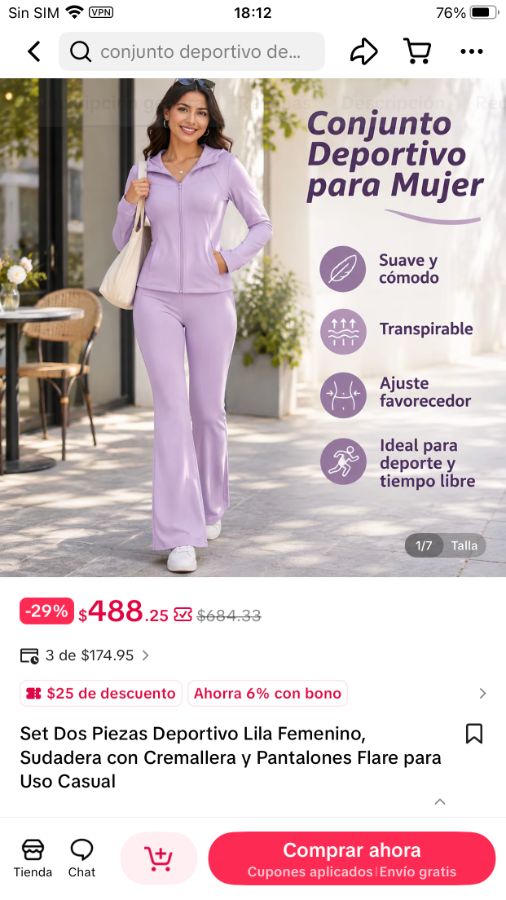 Sin SIM VPN 18:12 76%
conjunto deportivo de...
Descripción
Conjunto
Deportivo
para Mujer
Suave y
cómodo
Transpirable
Ajuste
favorecedor
Ideal para
deporte y
tiempo libre
1/7 Talla
-29% $488.25 $684.33
3 de $174.95
$25 de descuento Ahorra 6% con bono
Set Dos Piezas Deportivo Lila Femenino,
Sudadera con Cremallera y Pantalones Flare para
Uso Casual
Tienda Chat Comprar ahora
Cupones aplicados | Envío gratis